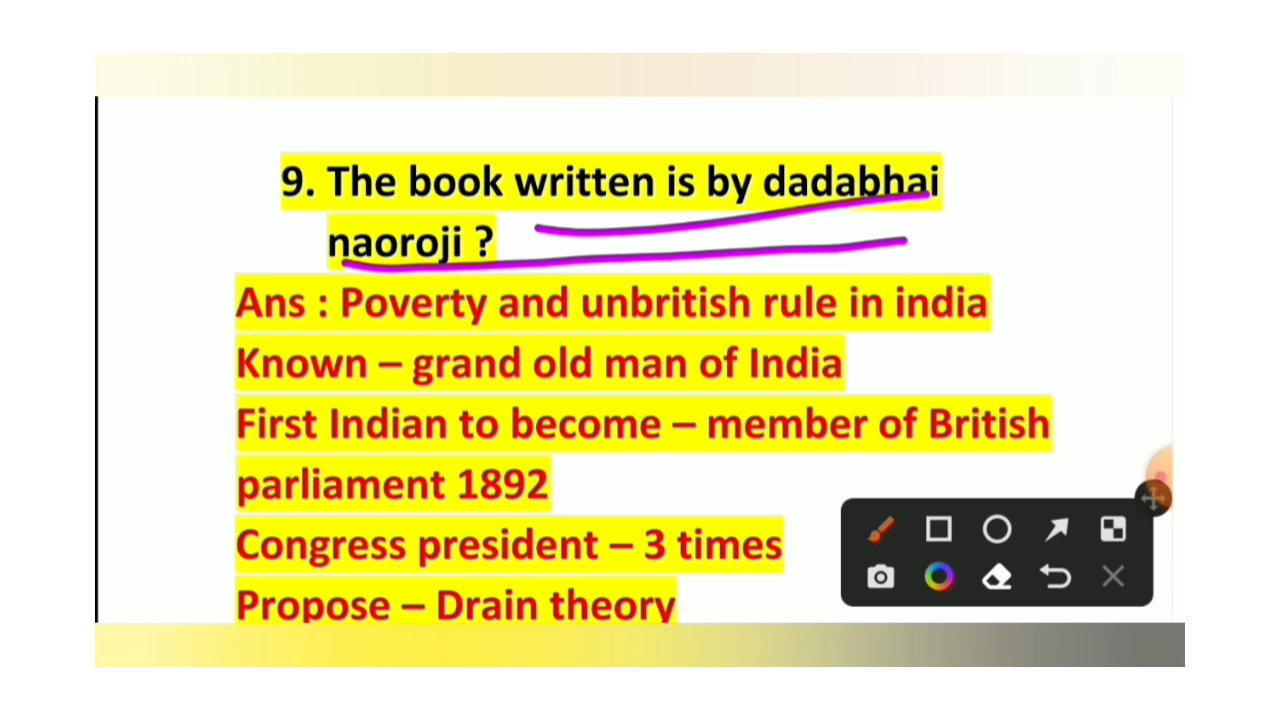 9. The book written is by dadabhai
naoroji ?
Ans : Poverty and unbritish rule in india
Known – grand old man of India
First Indian to become – member of British
parliament 1892
Congress president – 3 times
Propose – Drain theory